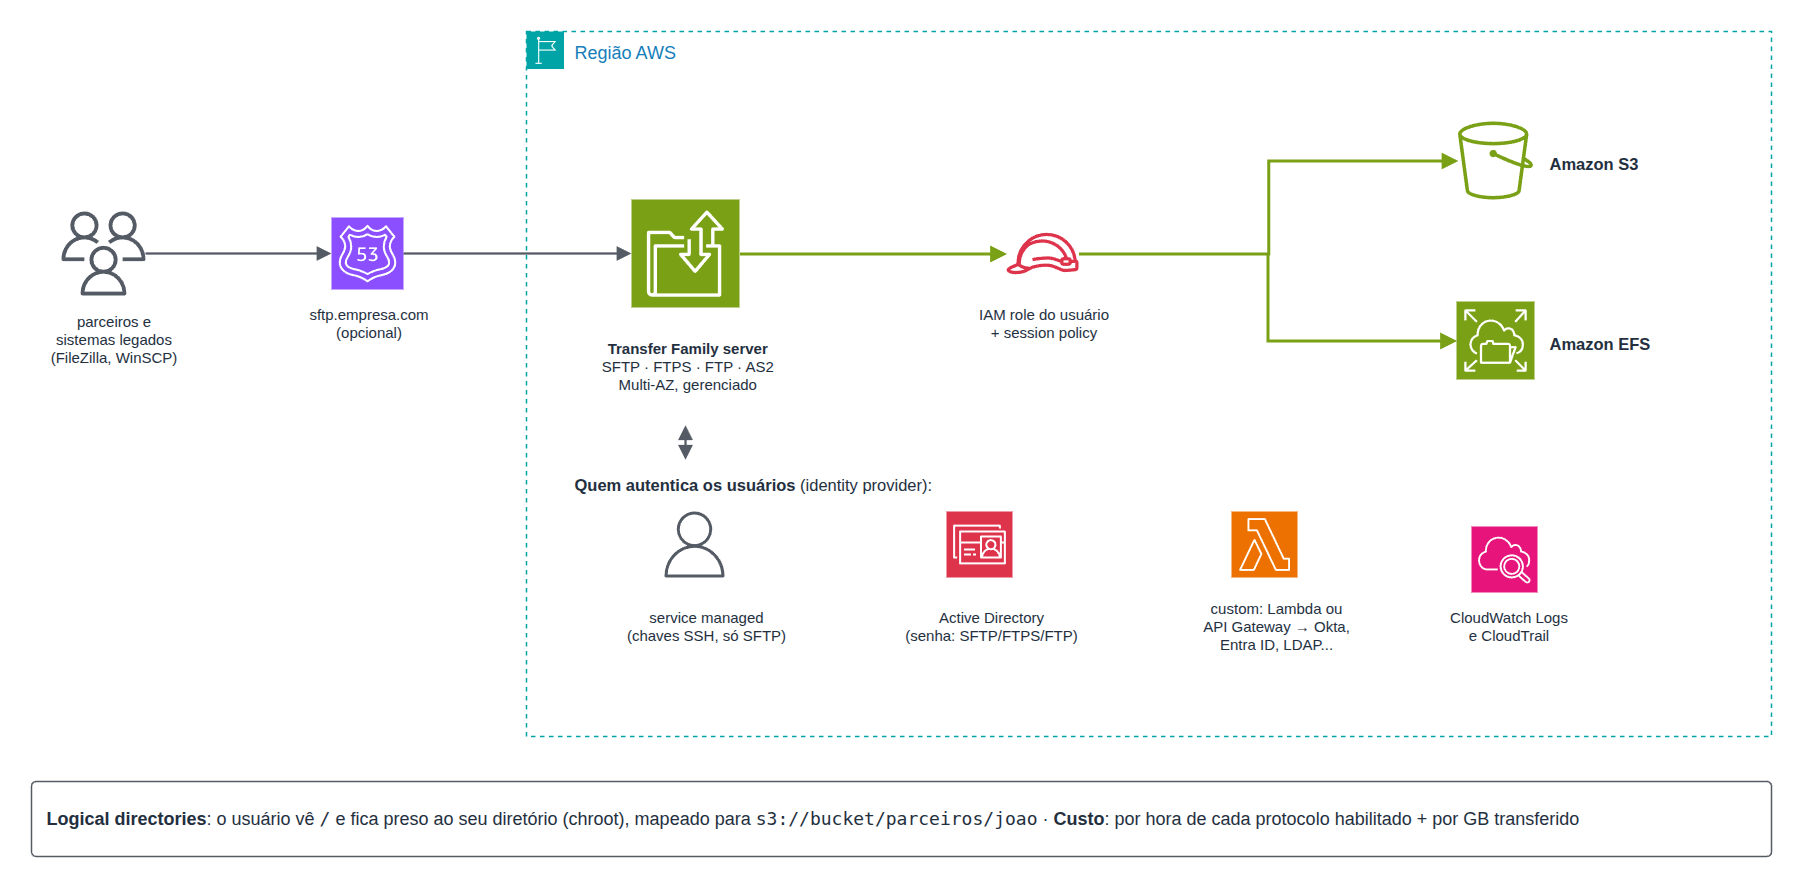 Região AWS
53
parceiros e
sistemas legados
(FileZilla, WinSCP)
sftp.empresa.com
(opcional)
Transfer Family server
SFTP · FTPS · FTP · AS2
Multi-AZ, gerenciado
IAM role do usuário
+ session policy
Amazon S3
Amazon EFS
Quem autentica os usuários (identity provider):
service managed
(chaves SSH, só SFTP)
Active Directory
(senha: SFTP/FTPS/FTP)
custom: Lambda ou
API Gateway → Okta,
Entra ID, LDAP...
CloudWatch Logs
e CloudTrail
Logical directories: o usuário vê / e fica preso ao seu diretório (chroot), mapeado para s3://bucket/parceiros/joao · Custo: por hora de cada protocolo habilitado + por GB transferido